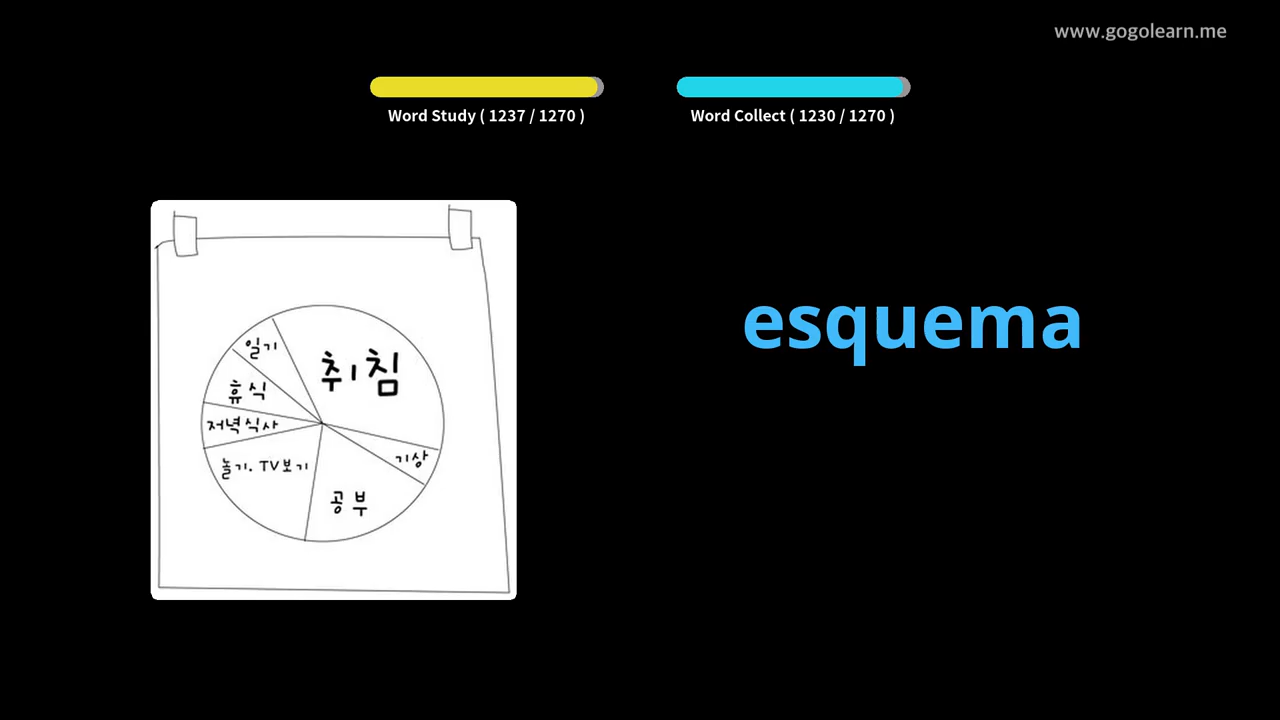 www.gogolearn.me
Word Study ( 1237 / 1270 )
Word Collect ( 1230 / 1270 )
일기
취침
휴식
저녁식사
놀기. TV보기
기상
공부
esquema